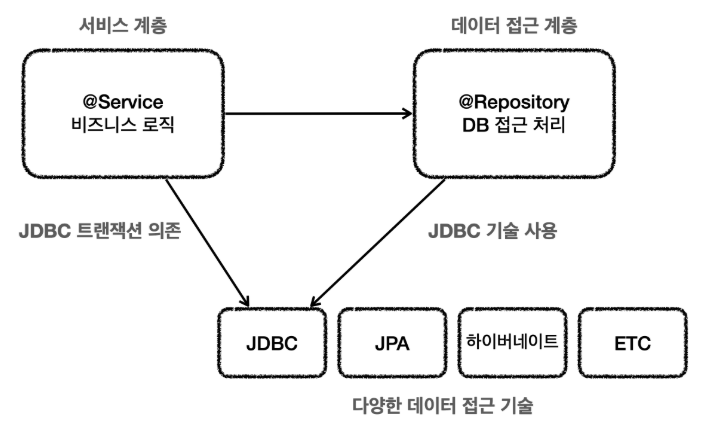 서비스 계층
데이터 접근 계층
@Service
비즈니스 로직
@Repository
DB 접근 처리
JDBC 트랜잭션 의존
JDBC 기술 사용
JDBC
JPA
하이버네이트
ETC
다양한 데이터 접근 기술